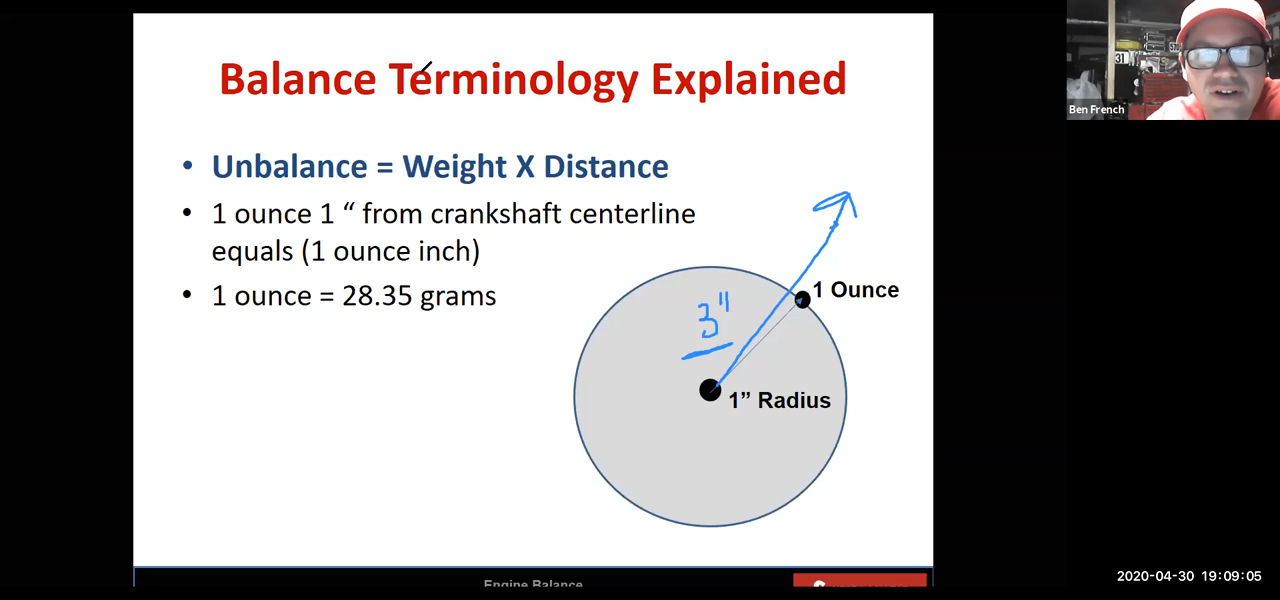 Balance Terminology Explained
• Unbalance = Weight X Distance
• 1 ounce 1 “ from crankshaft centerline
equals (1 ounce inch)
• 1 ounce = 28.35 grams
3"
1 Ounce
1” Radius
Engine Balance
Ben French
2020-04-30 19:09:05